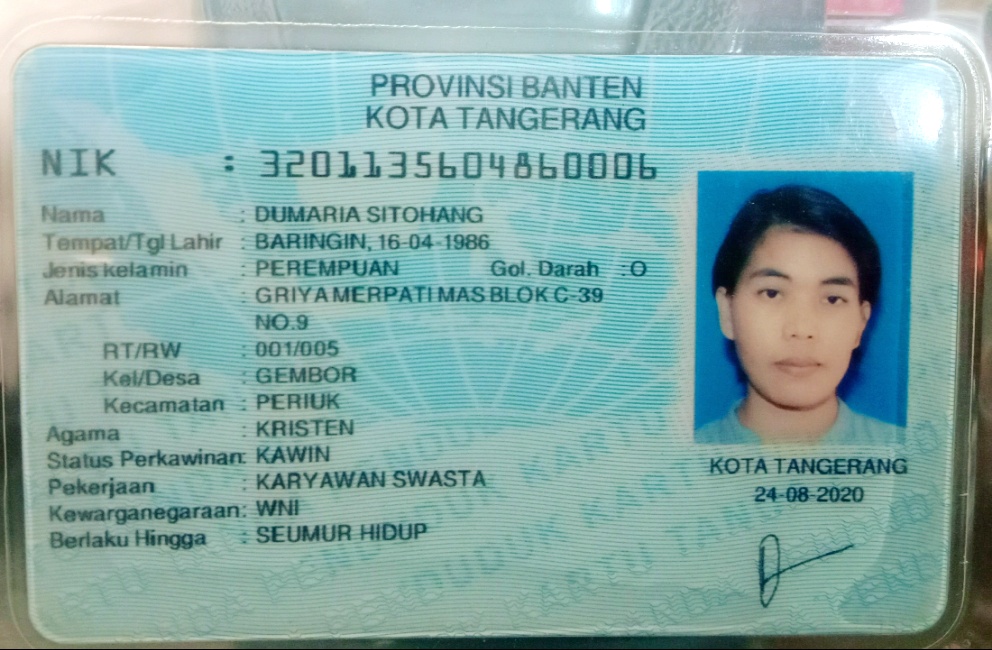 PROVINSI BANTEN
KOTA TANGERANG
NIK : 3201135604860006
Nama : DUMARIA SITOHANG
Tempat/Tgl Lahir : BARINGIN, 16-04-1986
Jenis kelamin : PEREMPUAN Gol. Darah : O
Alamat : GRIYA MERPATI MAS BLOK C-39
NO.9
RT/RW : 001/005
Kel/Desa : GEMBOR
Kecamatan : PERIUK
Agama : KRISTEN
Status Perkawinan: KAWIN
Pekerjaan : KARYAWAN SWASTA
Kewarganegaraan: WNI
Berlaku Hingga : SEUMUR HIDUP
KOTA TANGERANG
24-08-2020